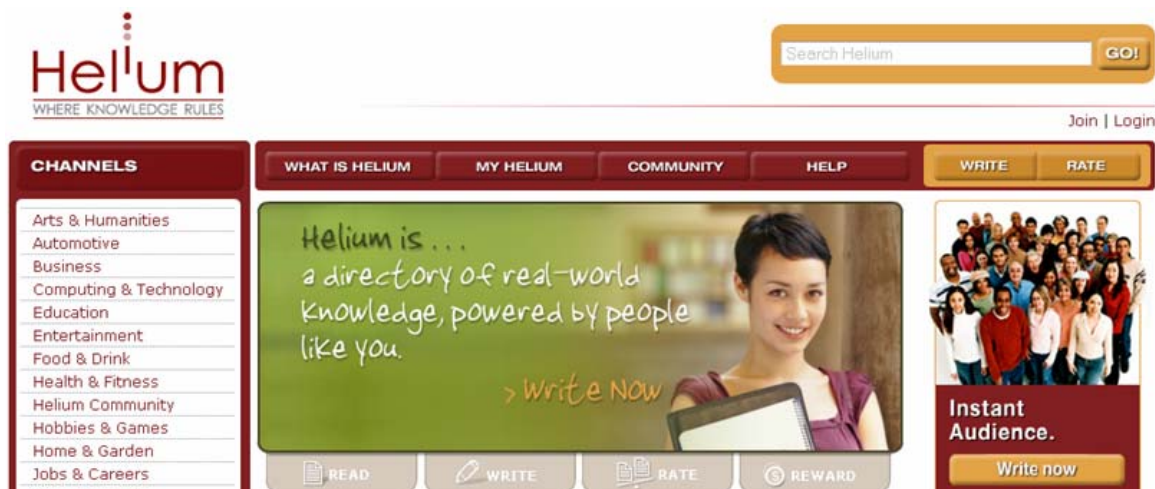 Helium
WHERE KNOWLEDGE RULES
Search Helium
GO!
Join | Login
CHANNELS
WHAT IS HELIUM
MY HELIUM
COMMUNITY
HELP
WRITE
RATE
Arts & Humanities
Automotive
Business
Computing & Technology
Education
Entertainment
Food & Drink
Health & Fitness
Helium Community
Hobbies & Games
Home & Garden
Jobs & Careers
Helium is ...
a directory of real-world
knowledge, powered by people
like you.
> Write Now
READ
WRITE
RATE
$ REWARD
Instant
Audience.
Write now